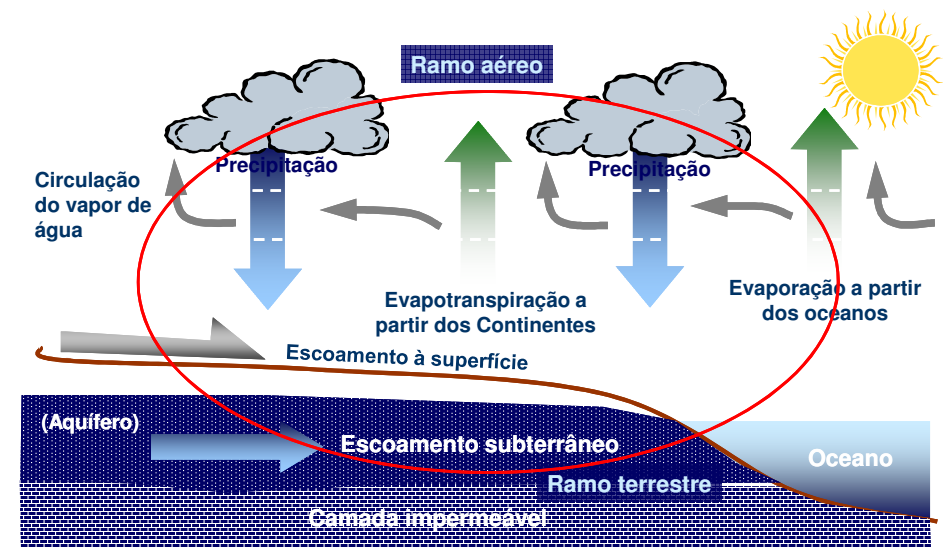 Ramo aéreo
Precipitação
Precipitação
Circulação
do vapor de
água
Evapotranspiração a
partir dos Continentes
Evaporação a partir
dos oceanos
Escoamento à superfície
(Aquífero)
Escoamento subterrâneo
Oceano
Ramo terrestre
Camada impermeável